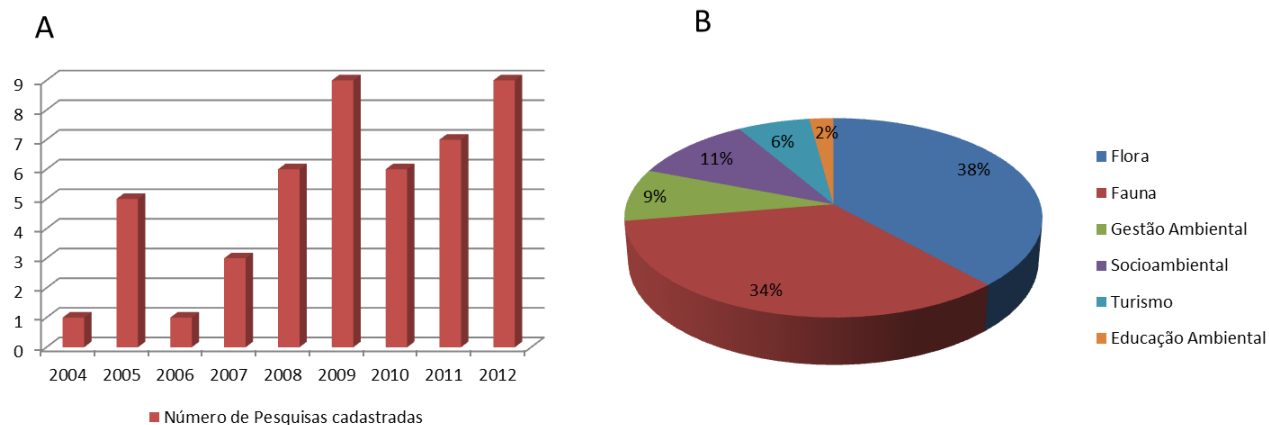 A
9
8
7
6
5
4
3
2
1
0
2004 2005 2006 2007 2008 2009 2010 2011 2012
Número de Pesquisas cadastradas
B
2%
6%
11%
38%
9%
34%
Flora
Fauna
Gestão Ambiental
Socioambiental
Turismo
Educação Ambiental